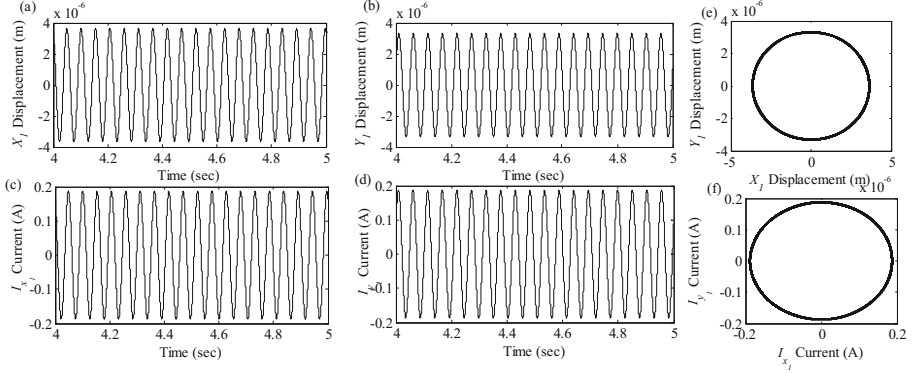 (a)
x 10⁻⁶
X₁ Displacement (m)
4
2
0
-2
-4
4 4.2 4.4 4.6 4.8 5
Time (sec)
(b)
x 10⁻⁶
Y₁ Displacement (m)
4
2
0
-2
-4
4 4.2 4.4 4.6 4.8 5
Time (sec)
(e)
x 10⁻⁶
Y₁ Displacement (m)
4
2
0
-2
-4
-5 0 5
X₁ Displacement (m)
x 10⁻⁶
(c)
Iₓ₁ Current (A)
0.2
0.1
0
-0.1
-0.2
4 4.2 4.4 4.6 4.8 5
Time (sec)
(d)
Current (A)
0.2
0.1
0
-0.1
-0.2
4 4.2 4.4 4.6 4.8 5
Time (sec)
(f)
I_y₁ Current (A)
0.2
0.1
0
-0.1
-0.2
-0.2 0 0.2
Iₓ₁ Current (A)